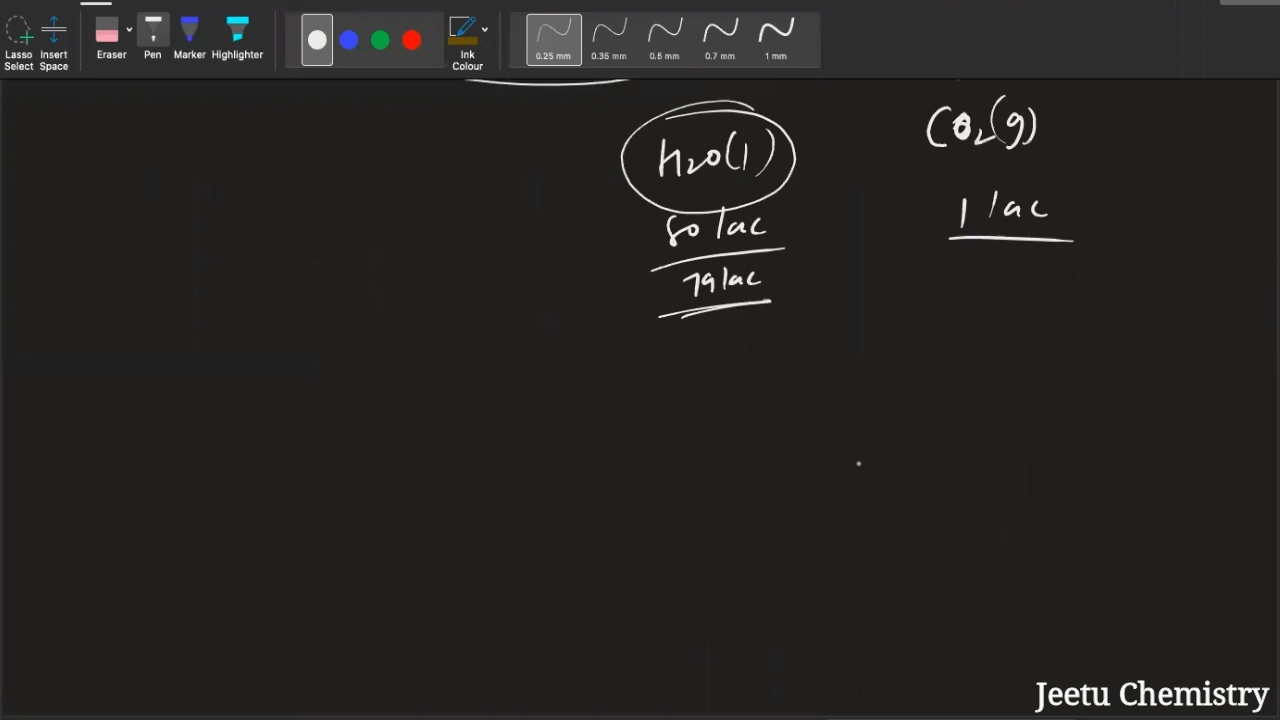 Lasso Select
Insert Space
Eraser
Pen
Marker
Highlighter
Ink Colour
0.25 mm
0.35 mm
0.5 mm
0.7 mm
1 mm
H2O(l)
80 lac
79 lac
CO2(g)
1 lac
Jeetu Chemistry